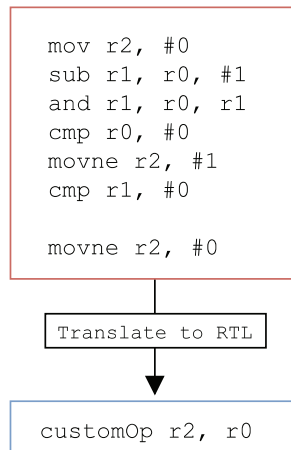 mov r2, #0
sub r1, r0, #1
and r1, r0, r1
cmp r0, #0
movne r2, #1
cmp r1, #0
movne r2, #0
Translate to RTL
customOp r2, r0